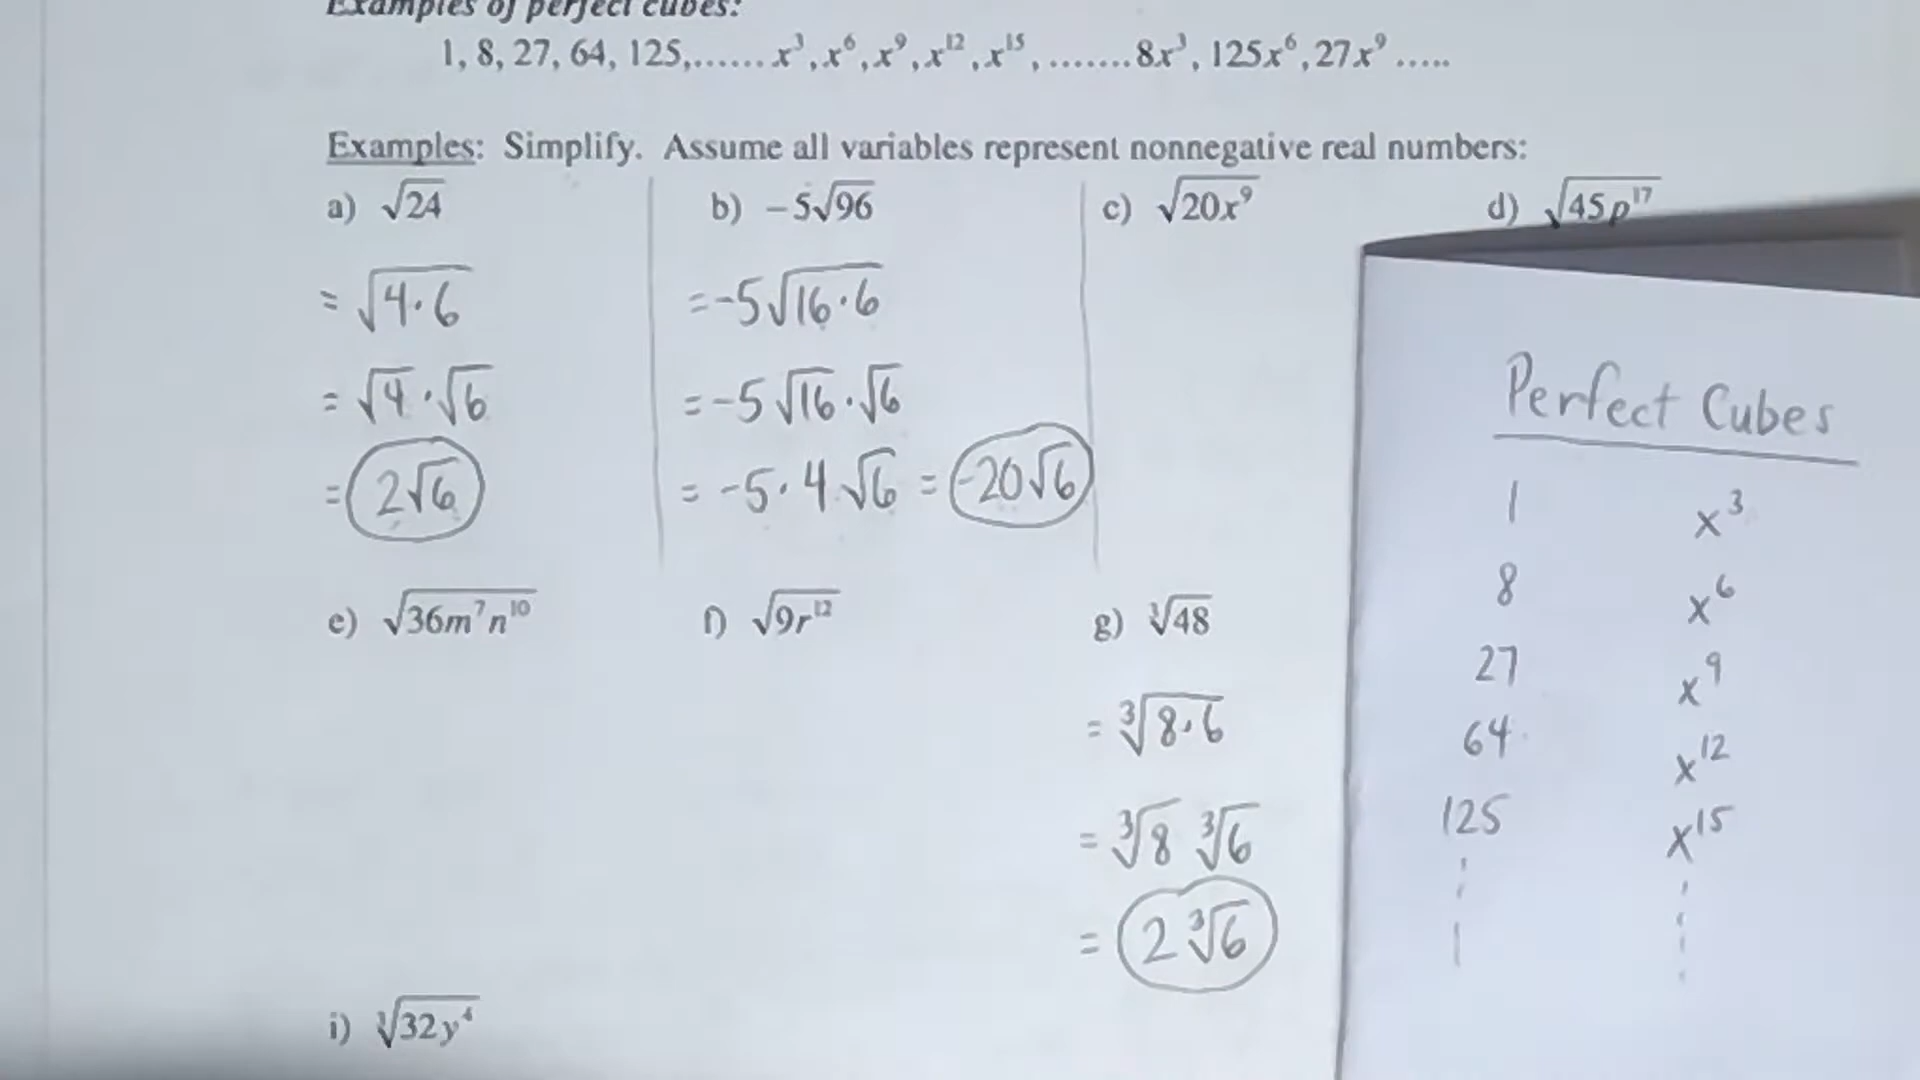 Examples of perfect cubes:
1, 8, 27, 64, 125,......x³, x⁶, x⁹, x¹², x¹⁵, .......8x³, 125x⁶, 27x⁹.....
Examples: Simplify. Assume all variables represent nonnegative real numbers:
a) √24
b) −5√96
c) √20x⁹
d) √45p¹⁷
= √4·6
= √4 · √6
= 2√6
= -5√16·6
= -5√16 · √6
= -5 · 4√6 = -20√6
e) √36m⁷n¹⁰
f) √9r¹²
g) ∛48
= ∛8·6
= ∛8 ∛6
= 2∛6
i) ∛32y⁴
Perfect Cubes
1 x³
8 x⁶
27 x⁹
64 x¹²
125 x¹⁵